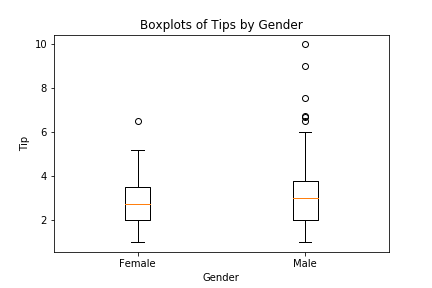 Boxplots of Tips by Gender
10
8
6
4
2
Tip
Female
Male
Gender